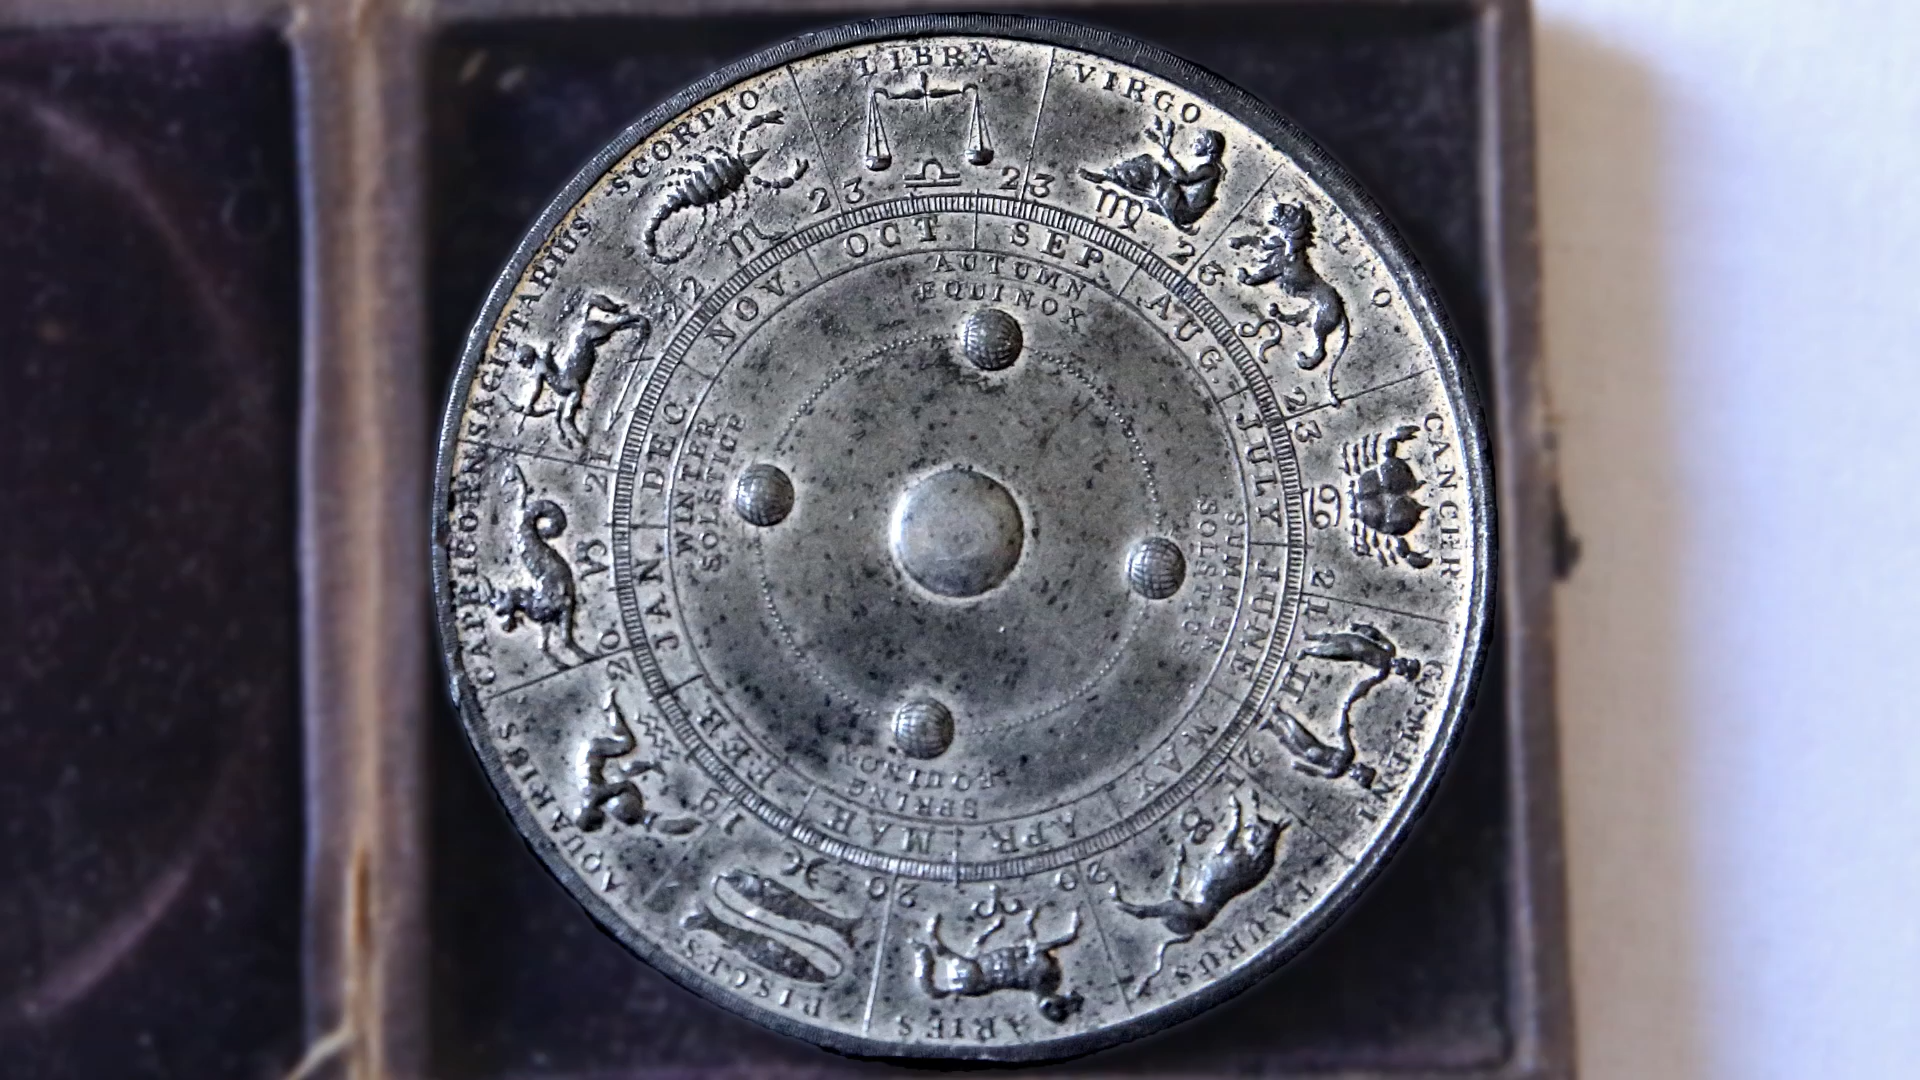 LIBRA
VIRGO
LEO
CANCER
GEMINI
TAURUS
ARIES
PISCES
AQUARIUS
CAPRICORN
SAGITTARIUS
SCORPIO
23
♎
23
♍
23
♌
23
♋
21
♊
21
♉
20
♈
20
♓
19
♒
20
♑
21
22
♏
OCT.
SEP.
AUG.
JULY
JUNE
MAY
APR
MAR
FEB.
JAN.
DEC.
NOV.
AUTUMN
EQUINOX
SUMMER
SOLSTICE
SPRING
EQUINOX
WINTER
SOLSTICE